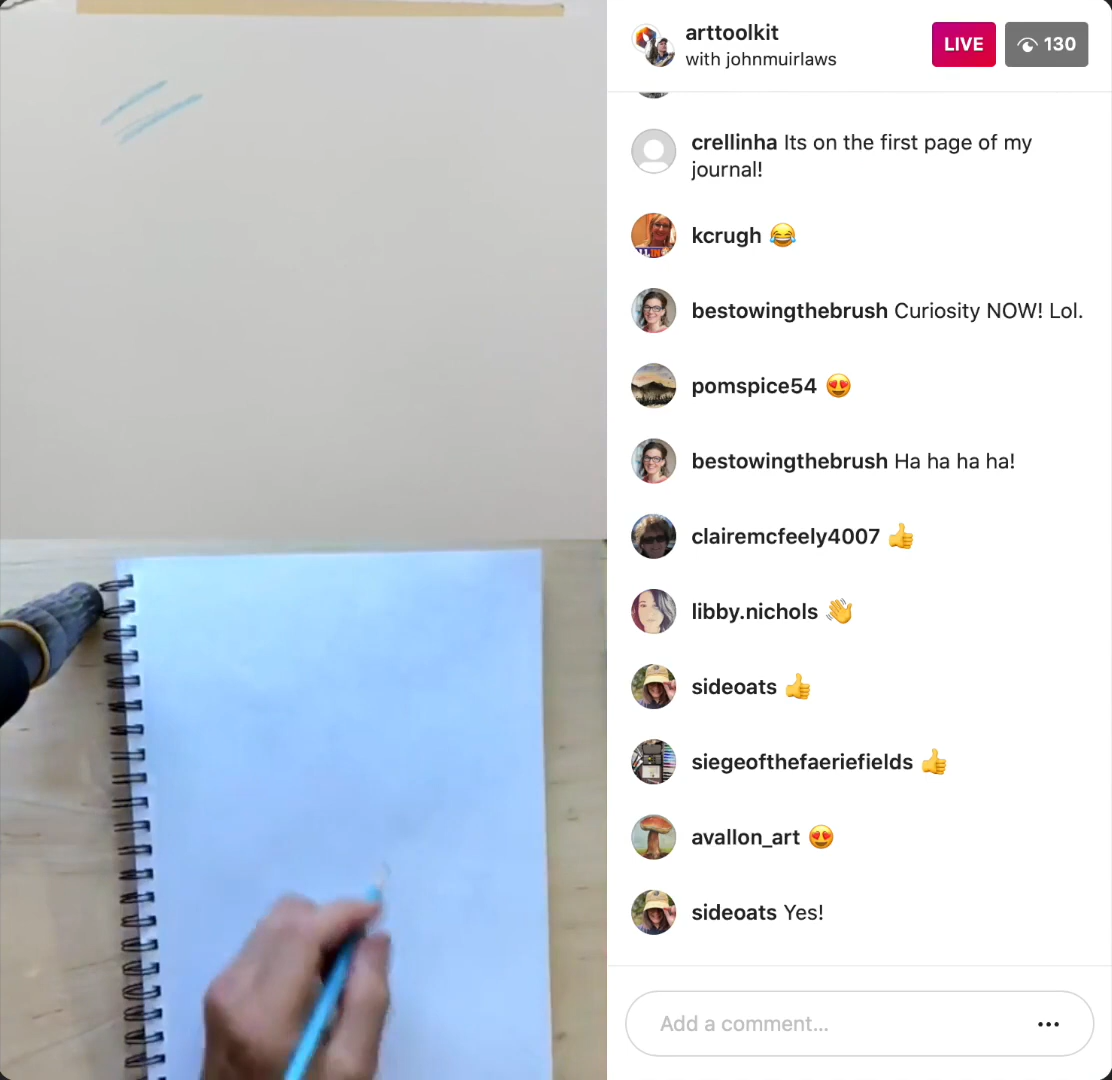 arttoolkit
with johnmuirlaws
LIVE
130
crellinha Its on the first page of my
journal!
kcrugh 😂
bestowingthebrush Curiosity NOW! Lol.
pomspice54 😍
bestowingthebrush Ha ha ha ha!
clairemcfeely4007 👍
libby.nichols 👋
sideoats 👍
siegeofthefaeriefields 👍
avallon_art 😍
sideoats Yes!
Add a comment...